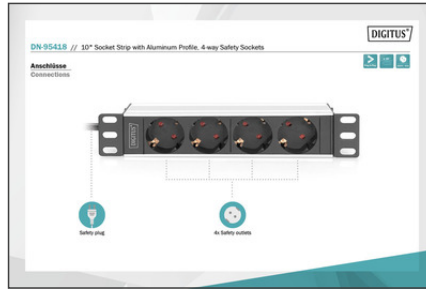 DIGITUS®
DN-95418 // 10" Socket Strip with Aluminum Profile, 4-way Safety Sockets
Anschlüsse
Connections
DIGITUS
Safety plug
4x Safety outlets